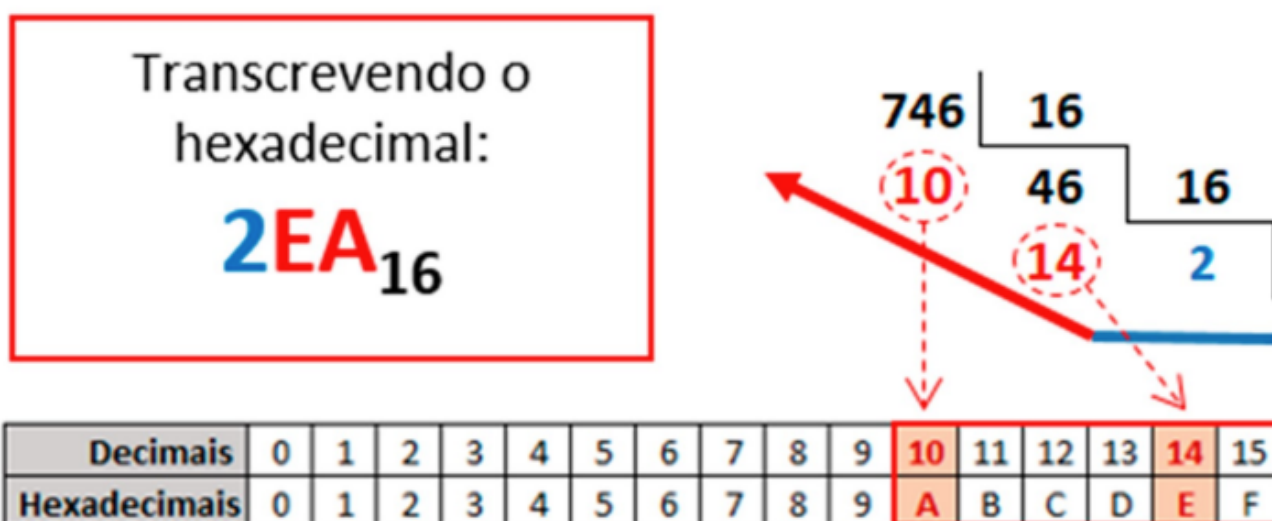 Transcrevendo o
hexadecimal:
2EA16
746 16
10 46 16
14 2
Decimais 0 1 2 3 4 5 6 7 8 9 10 11 12 13 14 15
Hexadecimais 0 1 2 3 4 5 6 7 8 9 A B C D E F